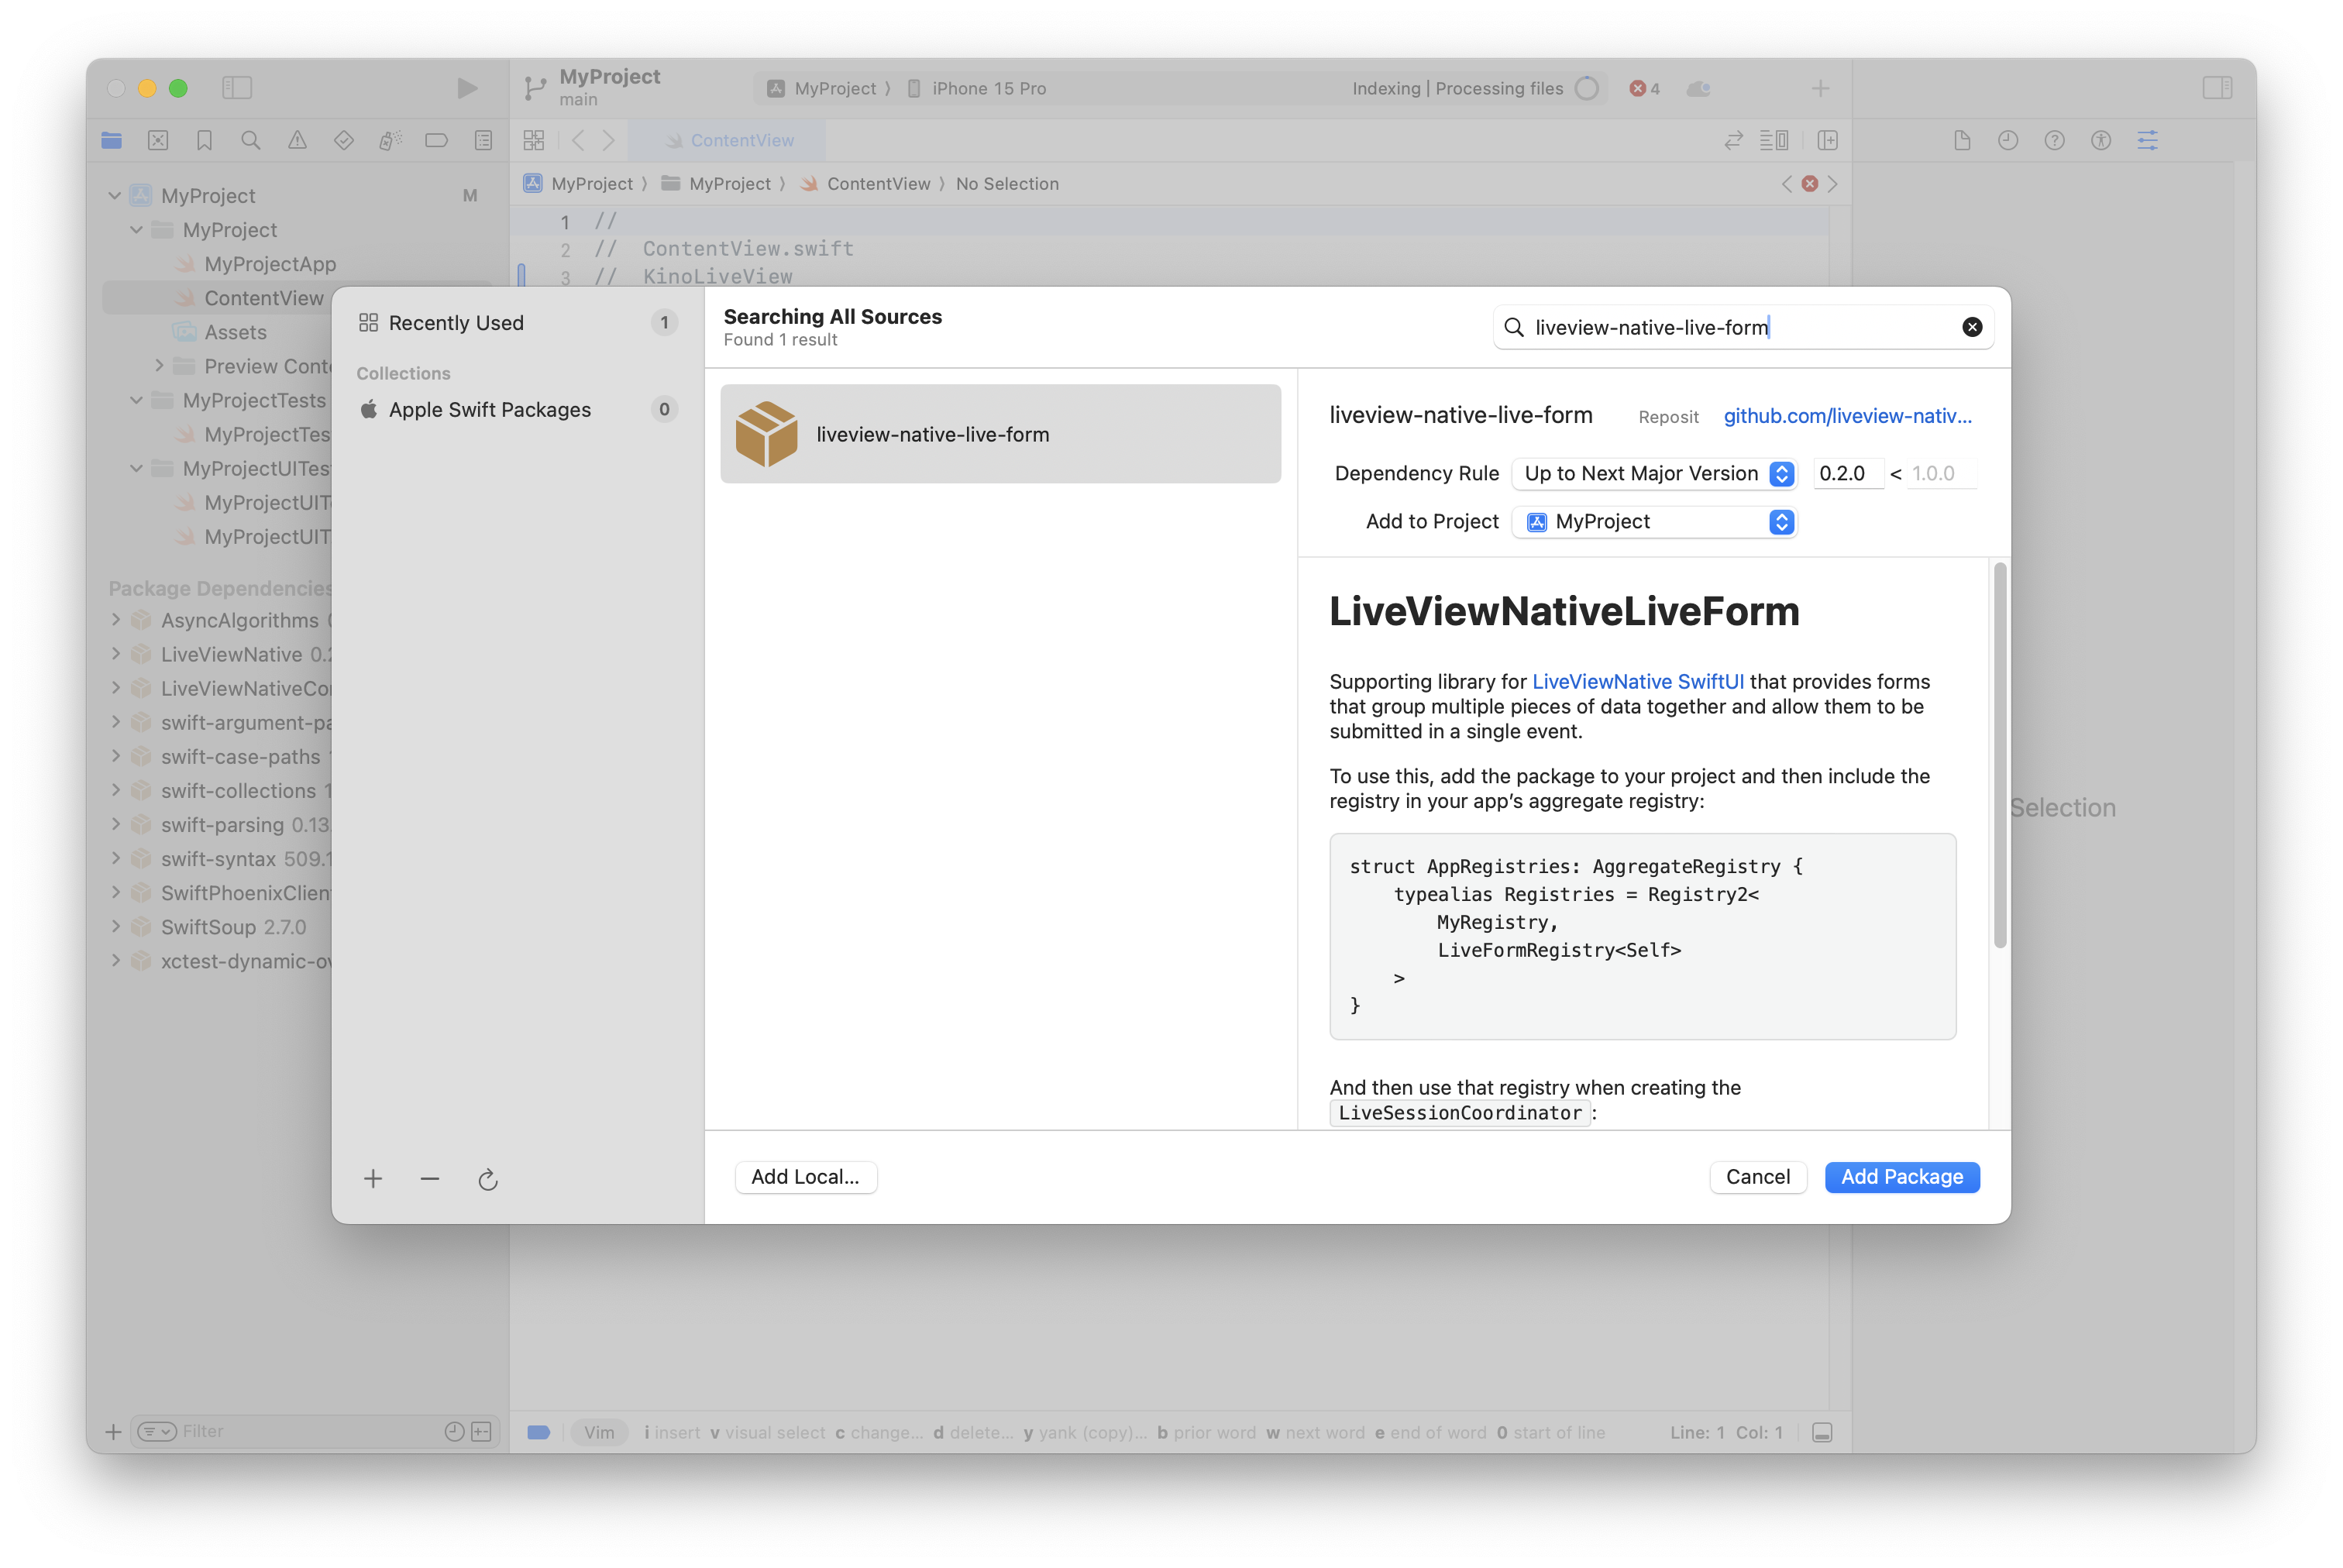 MyProject
main
MyProject
iPhone 15 Pro
Indexing | Processing files
4
ContentView
MyProject
MyProject
ContentView
No Selection
MyProject M
MyProject
MyProjectApp
ContentView
Assets
Preview Conte
MyProjectTests
MyProjectTes
MyProjectUITes
MyProjectUITe
MyProjectUIT
Package Dependencies
AsyncAlgorithms
LiveViewNative 0.2
LiveViewNativeCor
swift-argument-pa
swift-case-paths 1
swift-collections 1
swift-parsing 0.13.
swift-syntax 509.1
SwiftPhoenixClient
SwiftSoup 2.7.0
xctest-dynamic-ov
Filter
1 //
2 // ContentView.swift
3 // KinoLiveView
Recently Used 1
Collections
Apple Swift Packages 0
Searching All Sources
Found 1 result
liveview-native-live-form
liveview-native-live-form
liveview-native-live-form Reposit github.com/liveview-nativ...
Dependency Rule Up to Next Major Version 0.2.0 < 1.0.0
Add to Project MyProject
LiveViewNativeLiveForm
Supporting library for LiveViewNative SwiftUI that provides forms
that group multiple pieces of data together and allow them to be
submitted in a single event.
To use this, add the package to your project and then include the
registry in your app's aggregate registry:
struct AppRegistries: AggregateRegistry {
typealias Registries = Registry2<
MyRegistry,
LiveFormRegistry<Self>
>
}
And then use that registry when creating the
LiveSessionCoordinator :
Add Local...
Cancel
Add Package
Selection
Vim
i insert v visual select c change... d delete... y yank (copy)... b prior word w next word e end of word 0 start of line
Line: 1 Col: 1